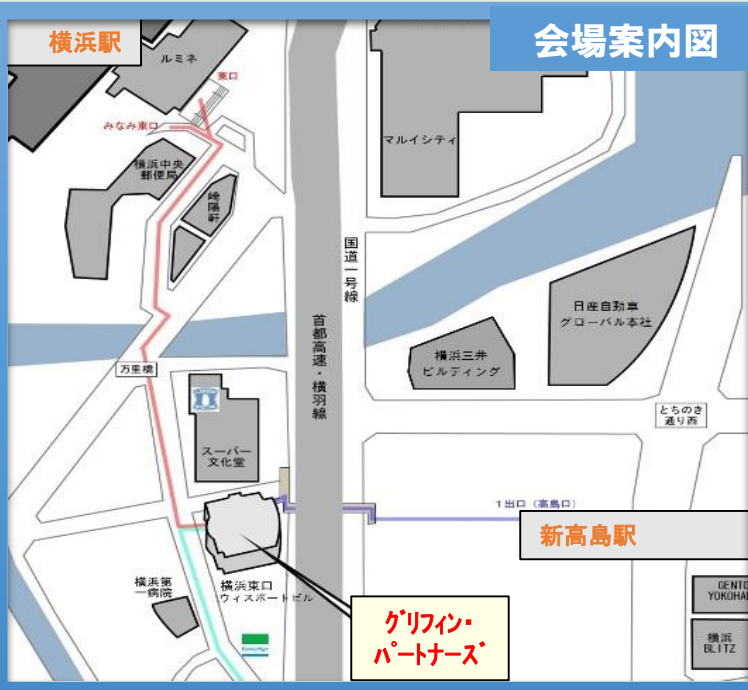 横浜駅
会場案内図
ルミネ
東口
みなみ東口
マルイシティ
横浜中央
郵便局
崎陽軒
国道一号線
日産自動車
グローバル本社
首都高速・横羽線
横浜三井
ビルディング
万里橋
とちのき
通り西
スーパー
文化堂
1出口（高島口）
新高島駅
横浜第
一病院
横浜東口
ウィスポートビル
グリフィン・
パートナーズ
FamilyMart
横浜
BLITZ